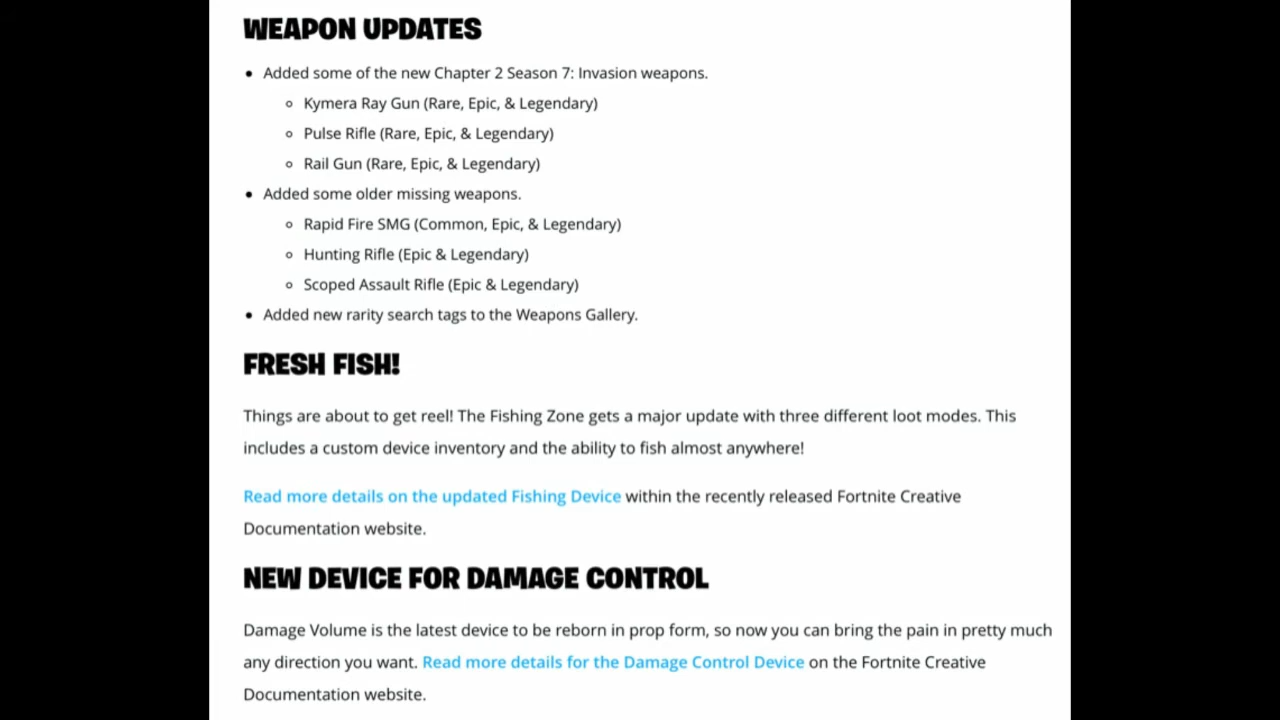 WEAPON UPDATES
• Added some of the new Chapter 2 Season 7: Invasion weapons.
◦ Kymera Ray Gun (Rare, Epic, & Legendary)
◦ Pulse Rifle (Rare, Epic, & Legendary)
◦ Rail Gun (Rare, Epic, & Legendary)
• Added some older missing weapons.
◦ Rapid Fire SMG (Common, Epic, & Legendary)
◦ Hunting Rifle (Epic & Legendary)
◦ Scoped Assault Rifle (Epic & Legendary)
• Added new rarity search tags to the Weapons Gallery.
FRESH FISH!
Things are about to get reel! The Fishing Zone gets a major update with three different loot modes. This
includes a custom device inventory and the ability to fish almost anywhere!
Read more details on the updated Fishing Device within the recently released Fortnite Creative
Documentation website.
NEW DEVICE FOR DAMAGE CONTROL
Damage Volume is the latest device to be reborn in prop form, so now you can bring the pain in pretty much
any direction you want. Read more details for the Damage Control Device on the Fortnite Creative
Documentation website.